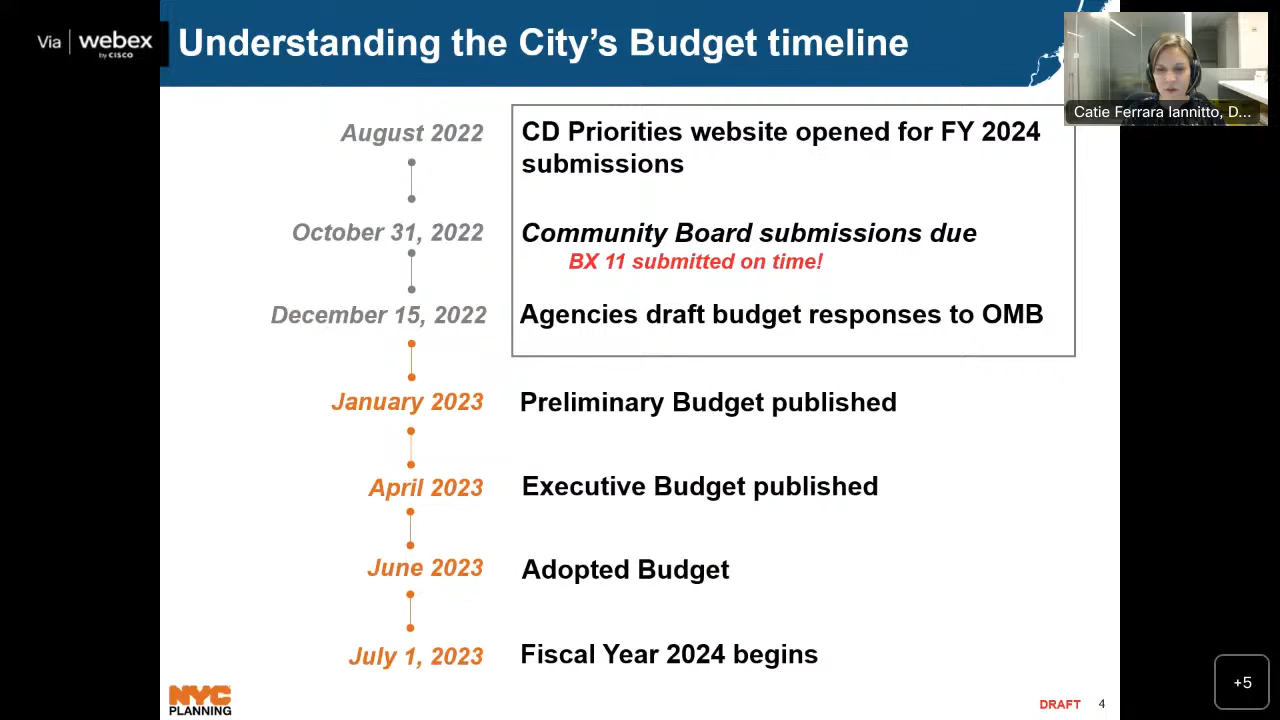 Via webex
by CISCO
Understanding the City's Budget timeline
Catie Ferrara Iannitto, D...
August 2022
CD Priorities website opened for FY 2024
submissions
October 31, 2022
Community Board submissions due
BX 11 submitted on time!
December 15, 2022
Agencies draft budget responses to OMB
January 2023
Preliminary Budget published
April 2023
Executive Budget published
June 2023
Adopted Budget
July 1, 2023
Fiscal Year 2024 begins
NYC
PLANNING
DRAFT 4
+5